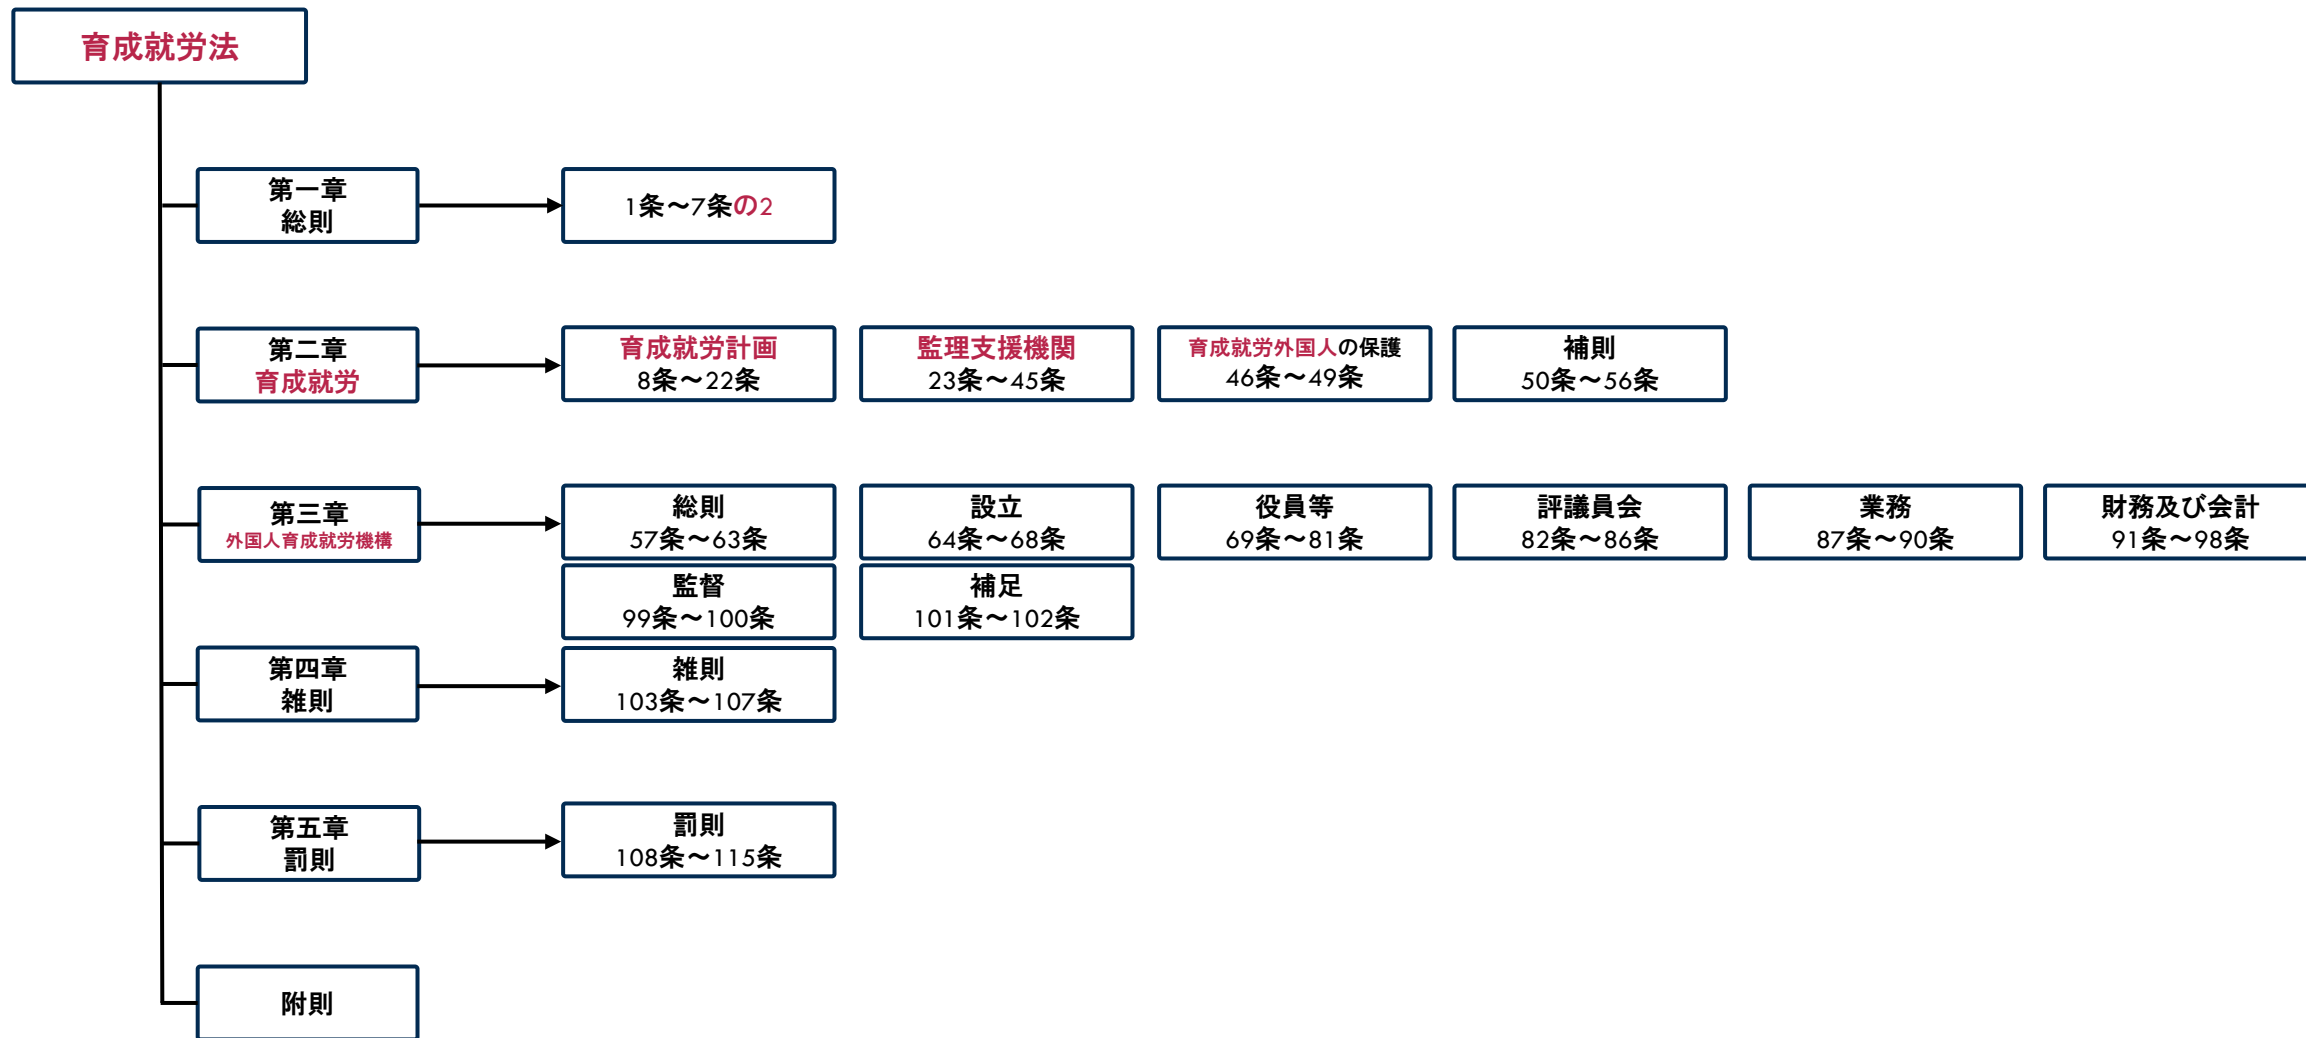 育成就労法
第一章
総則
1条～7条の2
第二章
育成就労
育成就労計画
8条～22条
監理支援機関
23条～45条
育成就労外国人の保護
46条～49条
補則
50条～56条
第三章
外国人育成就労機構
総則
57条～63条
設立
64条～68条
役員等
69条～81条
評議員会
82条～86条
業務
87条～90条
財務及び会計
91条～98条
監督
99条～100条
補足
101条～102条
第四章
雑則
雑則
103条～107条
第五章
罰則
罰則
108条～115条
附則